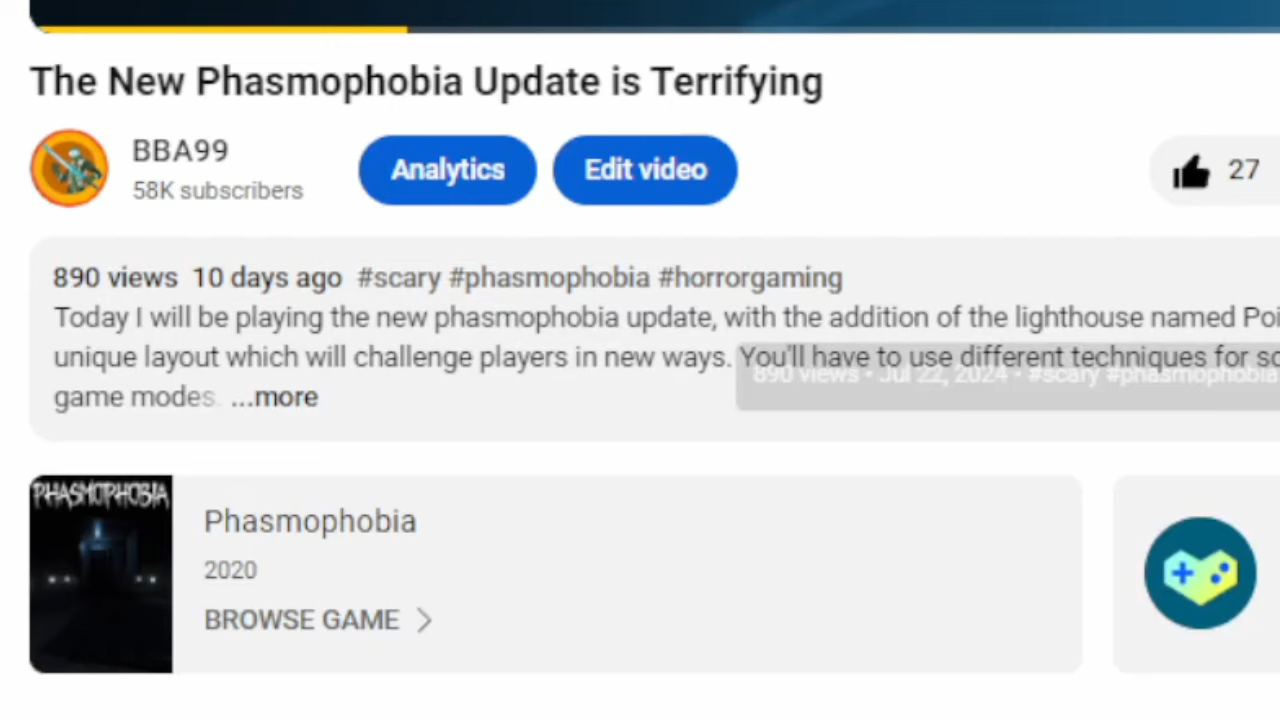 The New Phasmophobia Update is Terrifying
BBA99
58K subscribers
Analytics
Edit video
27
890 views 10 days ago #scary #phasmophobia #horrorgaming
Today I will be playing the new phasmophobia update, with the addition of the lighthouse named Poi
unique layout which will challenge players in new ways. You'll have to use different techniques for so
890 views • Jul 22, 2024 • #scary #phasmophobia
game modes. ...more
PHASMOPHOBIA
Phasmophobia
2020
BROWSE GAME